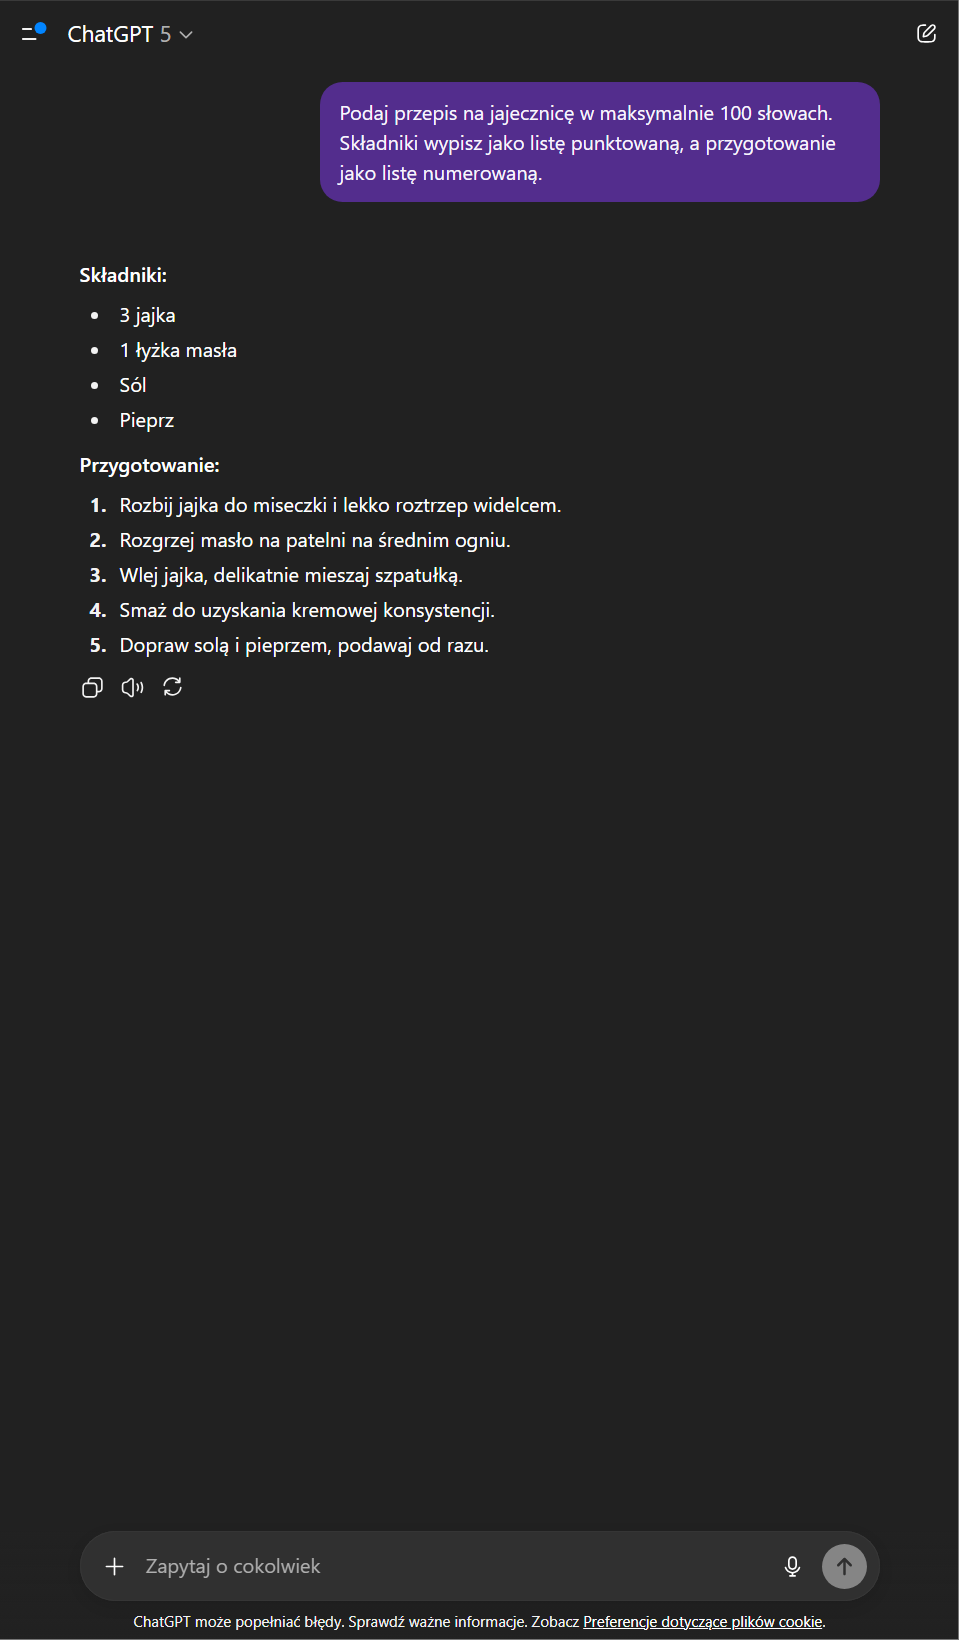 ChatGPT 5
Podaj przepis na jajecznicę w maksymalnie 100 słowach.
Składniki wypisz jako listę punktowaną, a przygotowanie
jako listę numerowaną.
Składniki:
• 3 jajka
• 1 łyżka masła
• Sól
• Pieprz
Przygotowanie:
1. Rozbij jajka do miseczki i lekko roztrzep widelcem.
2. Rozgrzej masło na patelni na średnim ogniu.
3. Wlej jajka, delikatnie mieszaj szpatułką.
4. Smaż do uzyskania kremowej konsystencji.
5. Dopraw solą i pieprzem, podawaj od razu.
Zapytaj o cokolwiek
ChatGPT może popełniać błędy. Sprawdź ważne informacje. Zobacz Preferencje dotyczące plików cookie.